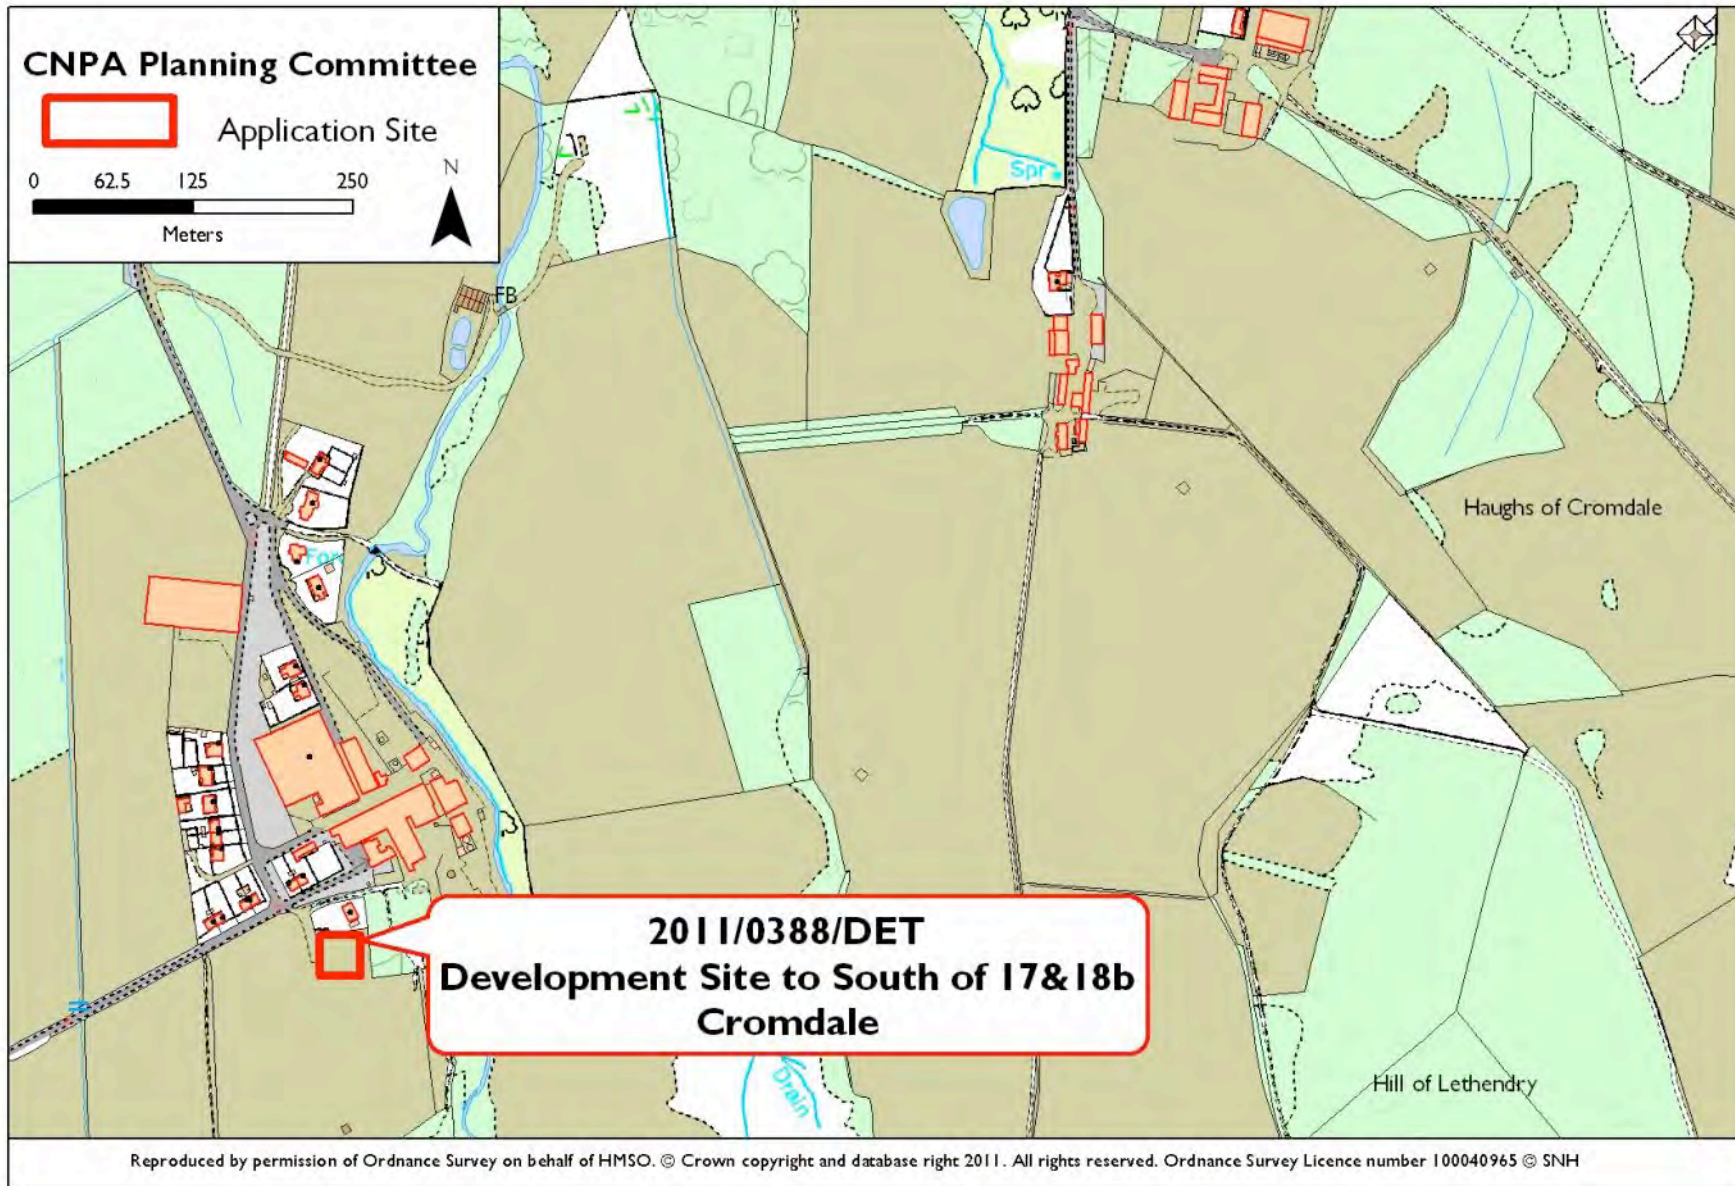 CNPA Planning Committee
Application Site
0 62.5 125 250
Meters
N
Spr
FB
Haughs of Cromdale
For
2011/0388/DET
Development Site to South of 17&18b
Cromdale
Drain
Hill of Lethendry
Reproduced by permission of Ordnance Survey on behalf of HMSO. © Crown copyright and database right 2011. All rights reserved. Ordnance Survey Licence number 100040965 © SNH